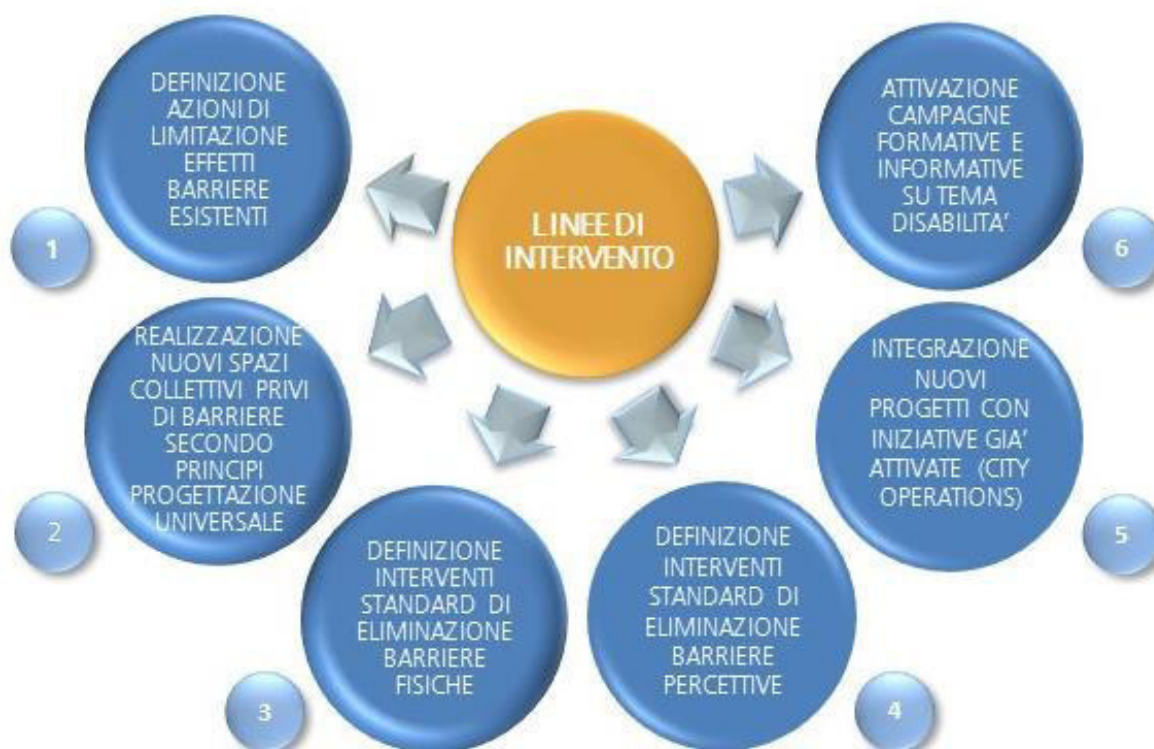 LINEE DI
INTERVENTO
DEFINIZIONE
AZIONI DI
LIMITAZIONE
EFFETTI
BARRIERE
ESISTENTI
1
REALIZZAZIONE
NUOVI SPAZI
COLLETTIVI PRIVI
DI BARRIERE
SECONDO
PRINCIPI
PROGETTAZIONE
UNIVERSALE
2
DEFINIZIONE
INTERVENTI
STANDARD DI
ELIMINAZIONE
BARRIERE
FISICHE
3
DEFINIZIONE
INTERVENTI
STANDARD DI
ELIMINAZIONE
BARRIERE
PERCETTIVE
4
INTEGRAZIONE
NUOVI
PROGETTI CON
INIZIATIVE GIA'
ATTIVATE (CITY
OPERATIONS)
5
ATTIVAZIONE
CAMPAGNE
FORMATIVE E
INFORMATIVE
SU TEMA
DISABILITA'
6